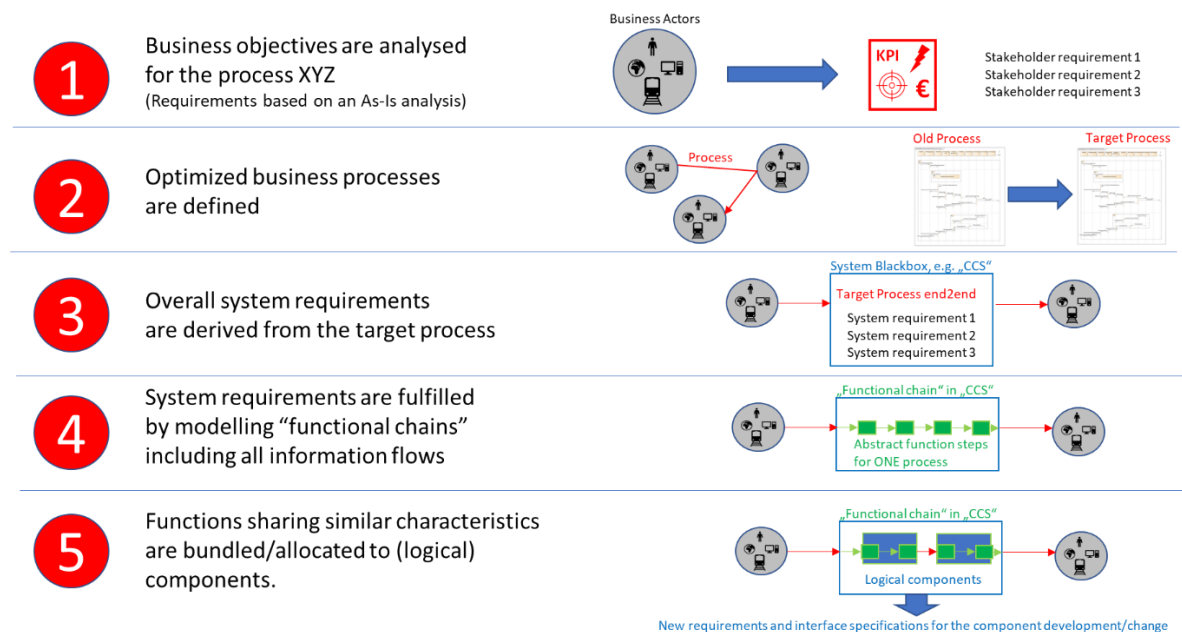 Business Actors
1
Business objectives are analysed
for the process XYZ
(Requirements based on an As-Is analysis)
KPI
€
Stakeholder requirement 1
Stakeholder requirement 2
Stakeholder requirement 3
2
Optimized business processes
are defined
Process
Old Process
Target Process
3
Overall system requirements
are derived from the target process
System Blackbox, e.g. „CCS“
Target Process end2end
System requirement 1
System requirement 2
System requirement 3
4
System requirements are fulfilled
by modelling “functional chains”
including all information flows
„Functional chain“ in „CCS“
Abstract function steps
for ONE process
5
Functions sharing similar characteristics
are bundled/allocated to (logical)
components.
„Functional chain“ in „CCS“
Logical components
New requirements and interface specifications for the component development/change